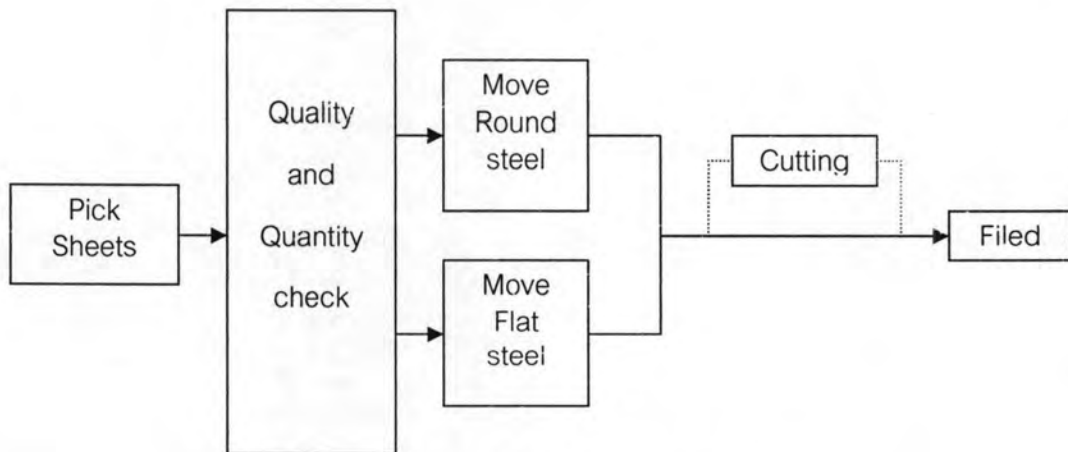 Pick
Sheets
Quality
and
Quantity
check
Move
Round
steel
Move
Flat
steel
Cutting
Filed